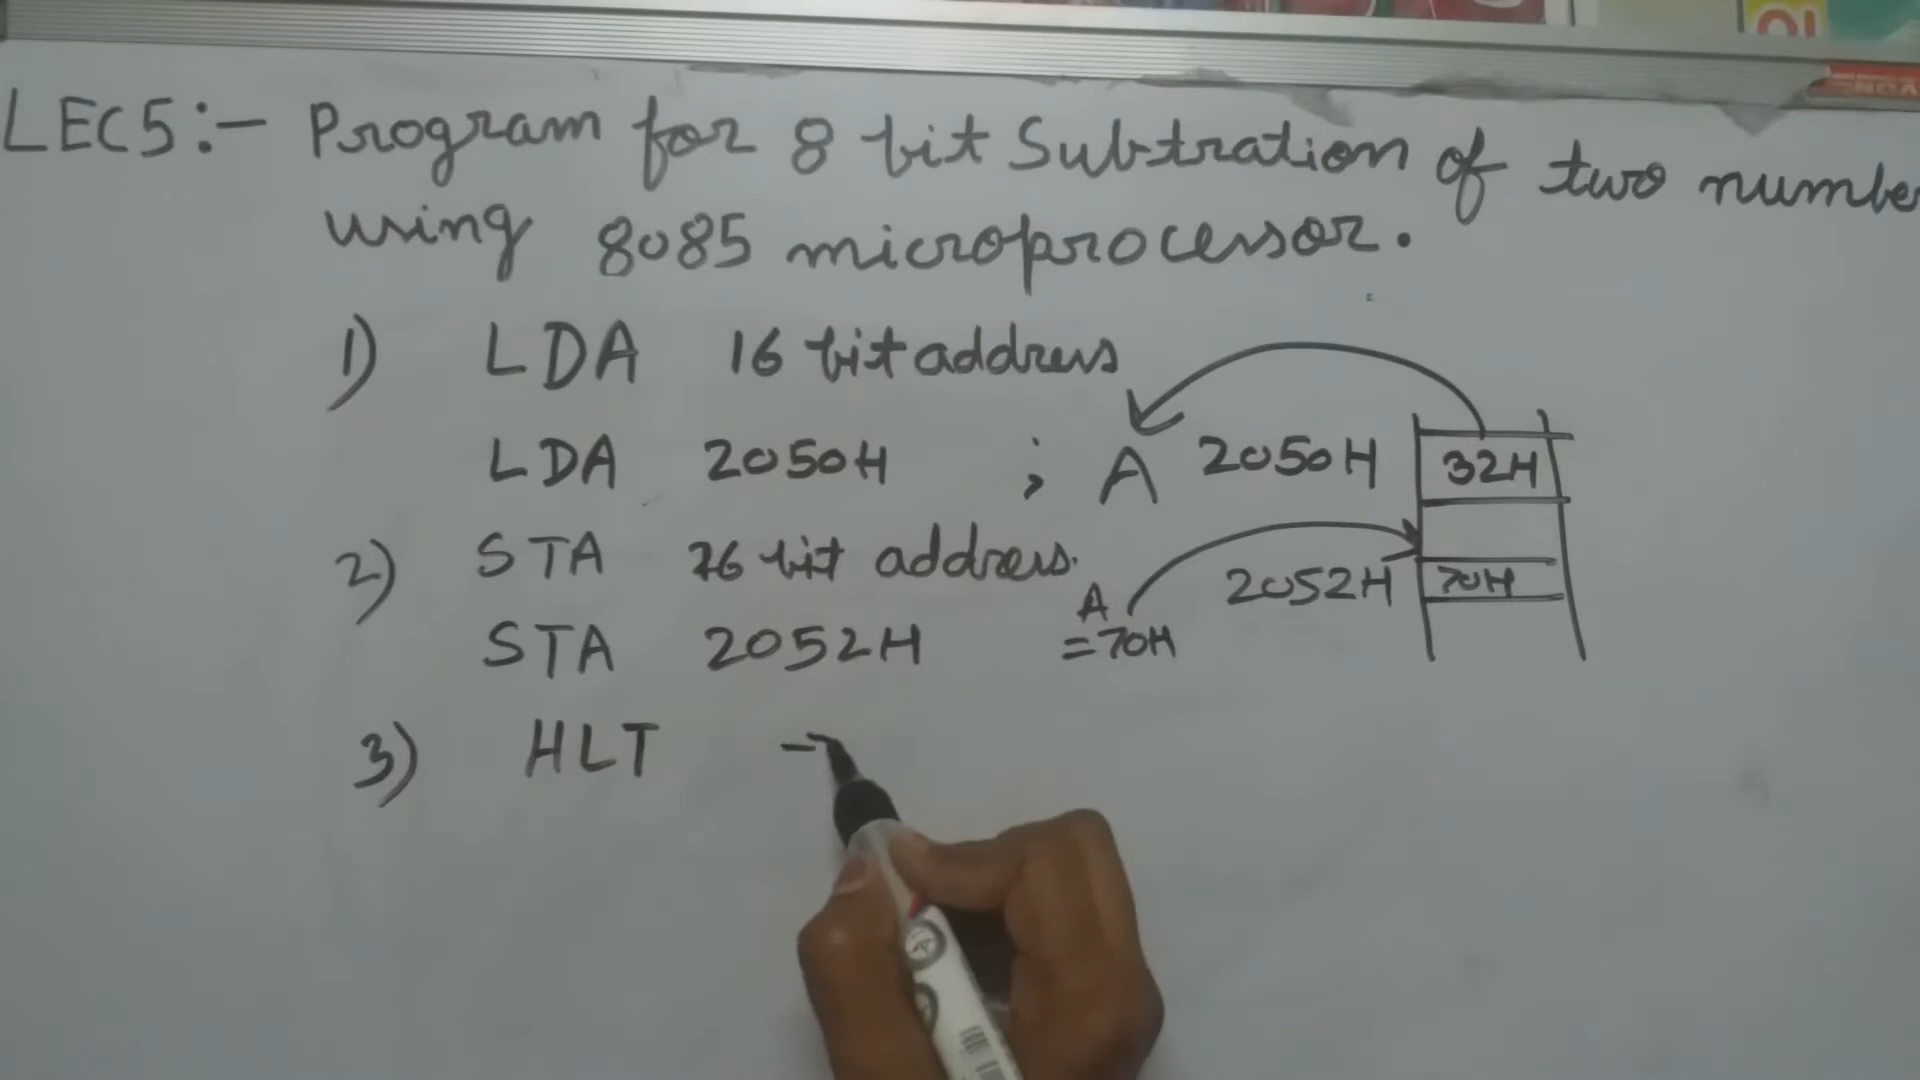 LEC5:- Program for 8 bit Subtration of two number
using 8085 microprocessor.
1) LDA 16 bit address
LDA 2050H ; A 2050H 32H
2) STA 16 bit address.
A
2052H 70H
STA 2052H =70H
3) HLT -